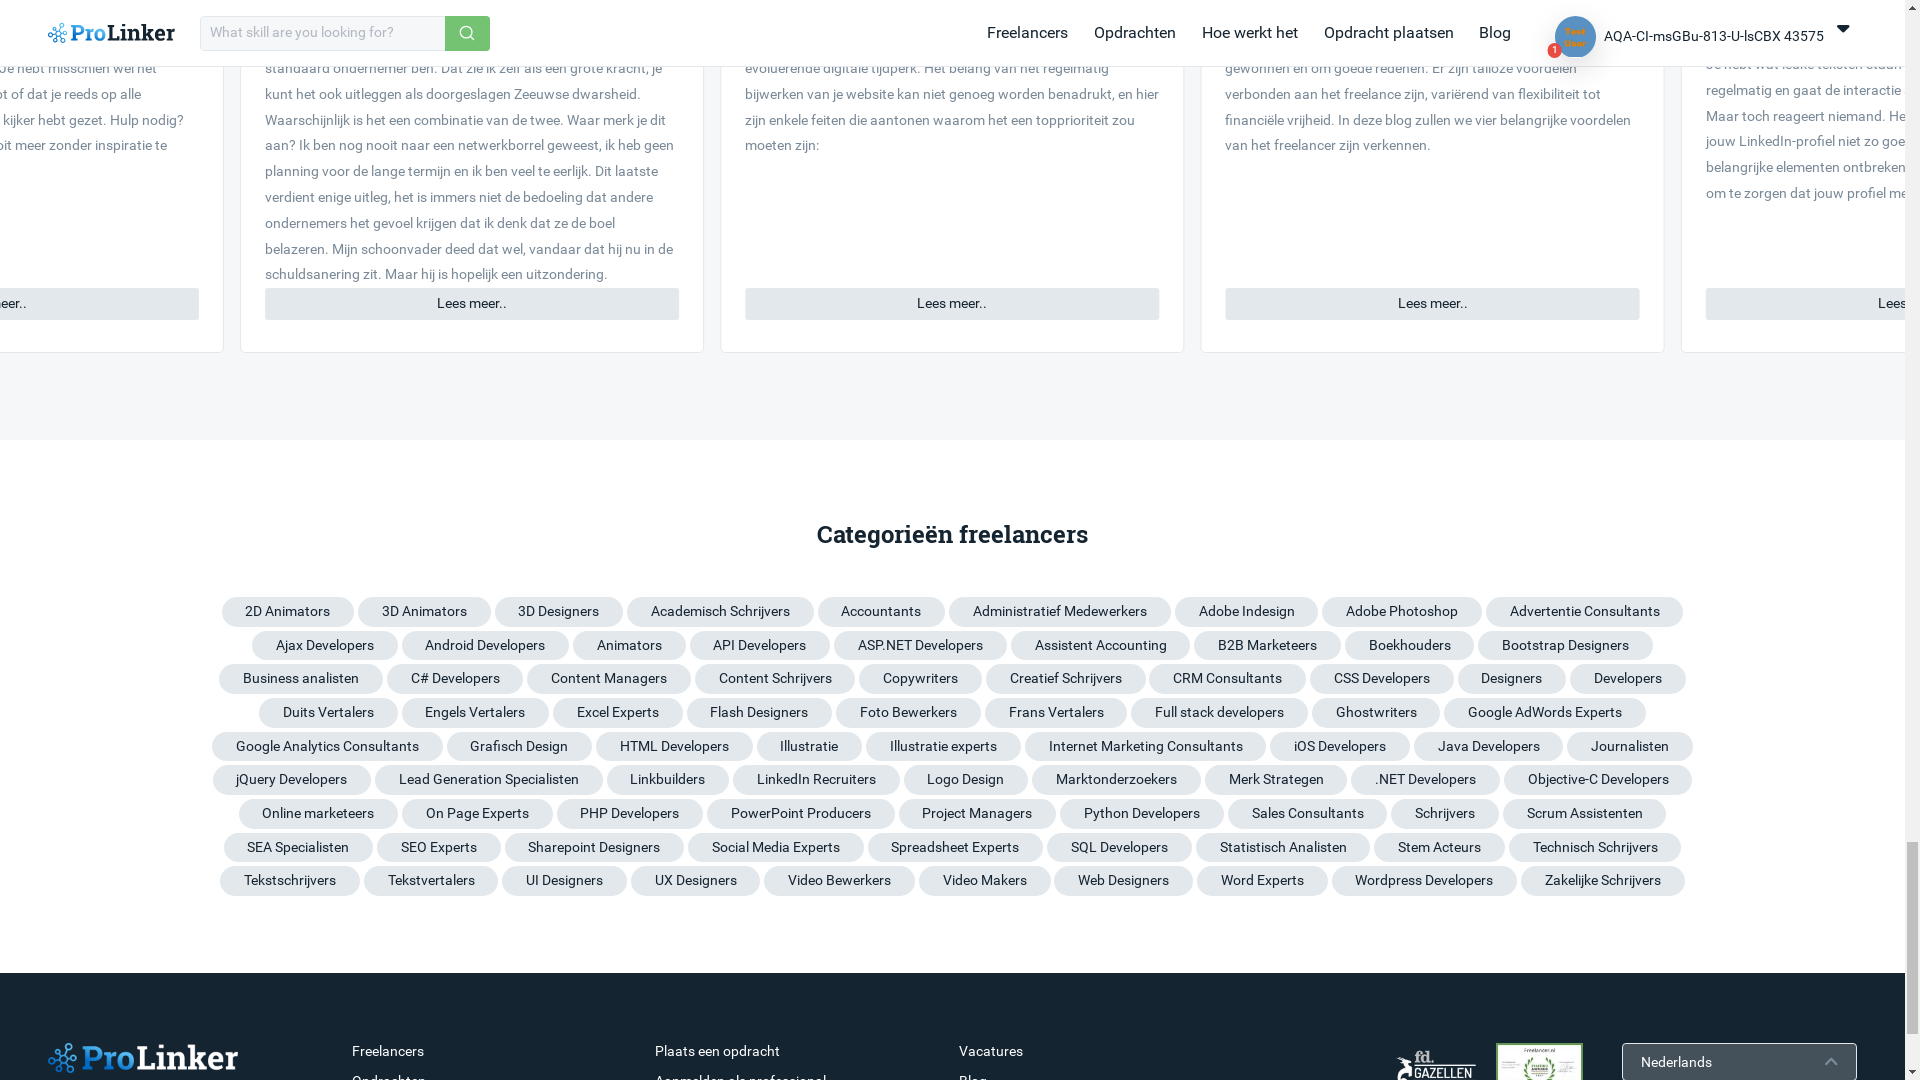 ProLinker
What skill are you looking for?
Freelancers Opdrachten Hoe werkt het Opdracht plaatsen Blog
1
AQA-CI-msGBu-813-U-lsCBX 43575
Je hebt misschien wel het
of dat je reeds op alle
kijker hebt gezet. Hulp nodig?
oit meer zonder inspiratie te
eer..
standaard ondernemer ben. Dat zie ik zelf als een grote kracht, je
kunt het ook uitleggen als doorgeslagen Zeeuwse dwarsheid.
Waarschijnlijk is het een combinatie van de twee. Waar merk je dit
aan? Ik ben nog nooit naar een netwerkborrel geweest, ik heb geen
planning voor de lange termijn en ik ben veel te eerlijk. Dit laatste
verdient enige uitleg, het is immers niet de bedoeling dat andere
ondernemers het gevoel krijgen dat ik denk dat ze de boel
belazeren. Mijn schoonvader deed dat wel, vandaar dat hij nu in de
schuldsanering zit. Maar hij is hopelijk een uitzondering.
Lees meer..
evoluerende digitale tijdperk. Het belang van het regelmatig
bijwerken van je website kan niet genoeg worden benadrukt, en hier
zijn enkele feiten die aantonen waarom het een topprioriteit zou
moeten zijn:
Lees meer..
gewonnen en om goede redenen. Er zijn talloze voordelen
verbonden aan het freelance zijn, variërend van flexibiliteit tot
financiële vrijheid. In deze blog zullen we vier belangrijke voordelen
van het freelancer zijn verkennen.
Lees meer..
Je hebt wat leuke teksten staan
regelmatig en gaat de interactie
Maar toch reageert niemand. He
jouw LinkedIn-profiel niet zo goe
belangrijke elementen ontbreken
om te zorgen dat jouw profiel me
Lees
Categorieën freelancers
2D Animators 3D Animators 3D Designers Academisch Schrijvers Accountants Administratief Medewerkers Adobe Indesign Adobe Photoshop Advertentie Consultants
Ajax Developers Android Developers Animators API Developers ASP.NET Developers Assistent Accounting B2B Marketeers Boekhouders Bootstrap Designers
Business analisten C# Developers Content Managers Content Schrijvers Copywriters Creatief Schrijvers CRM Consultants CSS Developers Designers Developers
Duits Vertalers Engels Vertalers Excel Experts Flash Designers Foto Bewerkers Frans Vertalers Full stack developers Ghostwriters Google AdWords Experts
Google Analytics Consultants Grafisch Design HTML Developers Illustratie Illustratie experts Internet Marketing Consultants iOS Developers Java Developers Journalisten
jQuery Developers Lead Generation Specialisten Linkbuilders LinkedIn Recruiters Logo Design Marktonderzoekers Merk Strategen .NET Developers Objective-C Developers
Online marketeers On Page Experts PHP Developers PowerPoint Producers Project Managers Python Developers Sales Consultants Schrijvers Scrum Assistenten
SEA Specialisten SEO Experts Sharepoint Designers Social Media Experts Spreadsheet Experts SQL Developers Statistisch Analisten Stem Acteurs Technisch Schrijvers
Tekstschrijvers Tekstvertalers UI Designers UX Designers Video Bewerkers Video Makers Web Designers Word Experts Wordpress Developers Zakelijke Schrijvers
ProLinker
Freelancers Plaats een opdracht Vacatures
Opdrachten Aanmelden als professional Blog
fd.
GAZELLEN
Freelancer.nl
Nederlands